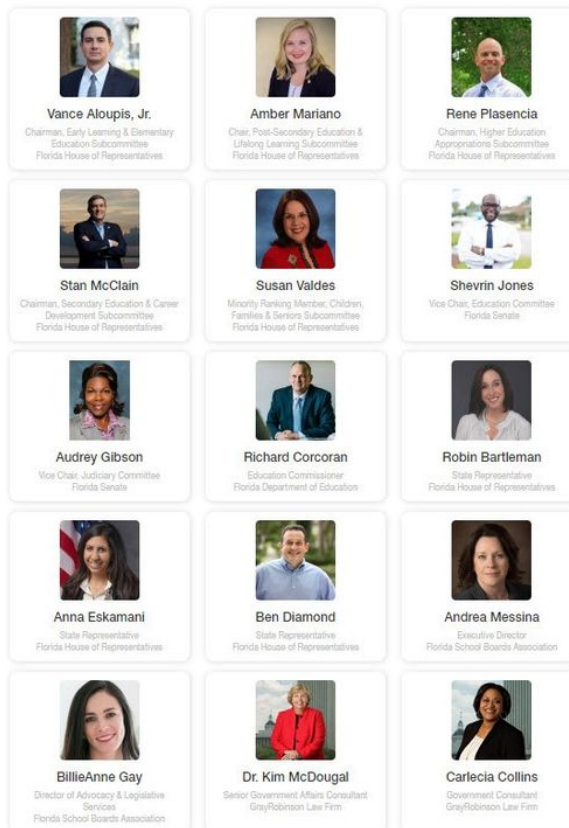 Vance Aloupis, Jr.
Chairman, Early Learning & Elementary
Education Subcommittee
Florida House of Representatives
Amber Mariano
Chair, Post-Secondary Education &
Lifelong Learning Subcommittee
Florida House of Representatives
Rene Plasencia
Chairman, Higher Education
Appropriations Subcommittee
Florida House of Representatives
Stan McClain
Chairman, Secondary Education & Career
Development Subcommittee
Florida House of Representatives
Susan Valdes
Minority Ranking Member, Children,
Families & Seniors Subcommittee
Florida House of Representatives
Shevrin Jones
Vice Chair, Education Committee
Florida Senate
Audrey Gibson
Vice Chair, Judiciary Committee
Florida Senate
Richard Corcoran
Education Commissioner
Florida Department of Education
Robin Bartleman
State Representative
Florida House of Representatives
Anna Eskamani
State Representative
Florida House of Representatives
Ben Diamond
State Representative
Florida House of Representatives
Andrea Messina
Executive Director
Florida School Boards Association
BillieAnne Gay
Director of Advocacy & Legislative
Services
Florida School Boards Association
Dr. Kim McDougal
Senior Government Affairs Consultant
GrayRobinson Law Firm
Carlecia Collins
Government Consultant
GrayRobinson Law Firm